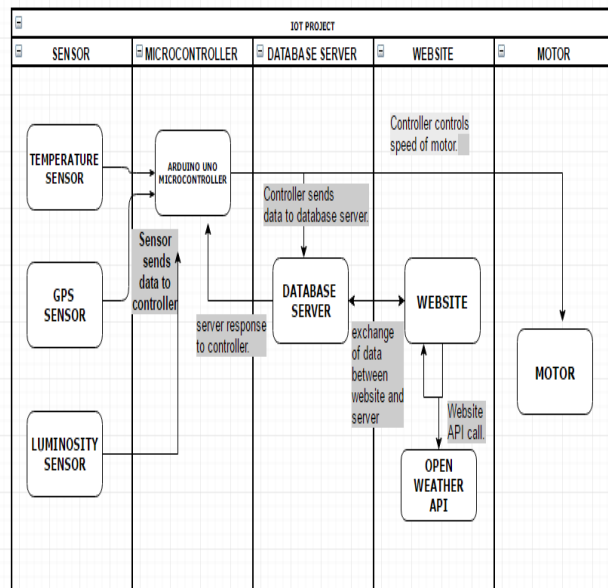 IOT PROJECT
SENSOR
MICROCONTROLLER
DATABASE SERVER
WEBSITE
MOTOR
TEMPERATURE
SENSOR
ARDUINO UNO
MICROCONTROLLER
Controller controls
speed of motor.
Controller sends
data to database server.
Sensor
sends
data to
controller
GPS
SENSOR
DATABASE
SERVER
WEBSITE
server response
to controller.
exchange
of data
between
website and
server
MOTOR
Website
API call.
LUMINOSITY
SENSOR
OPEN
WEATHER
API